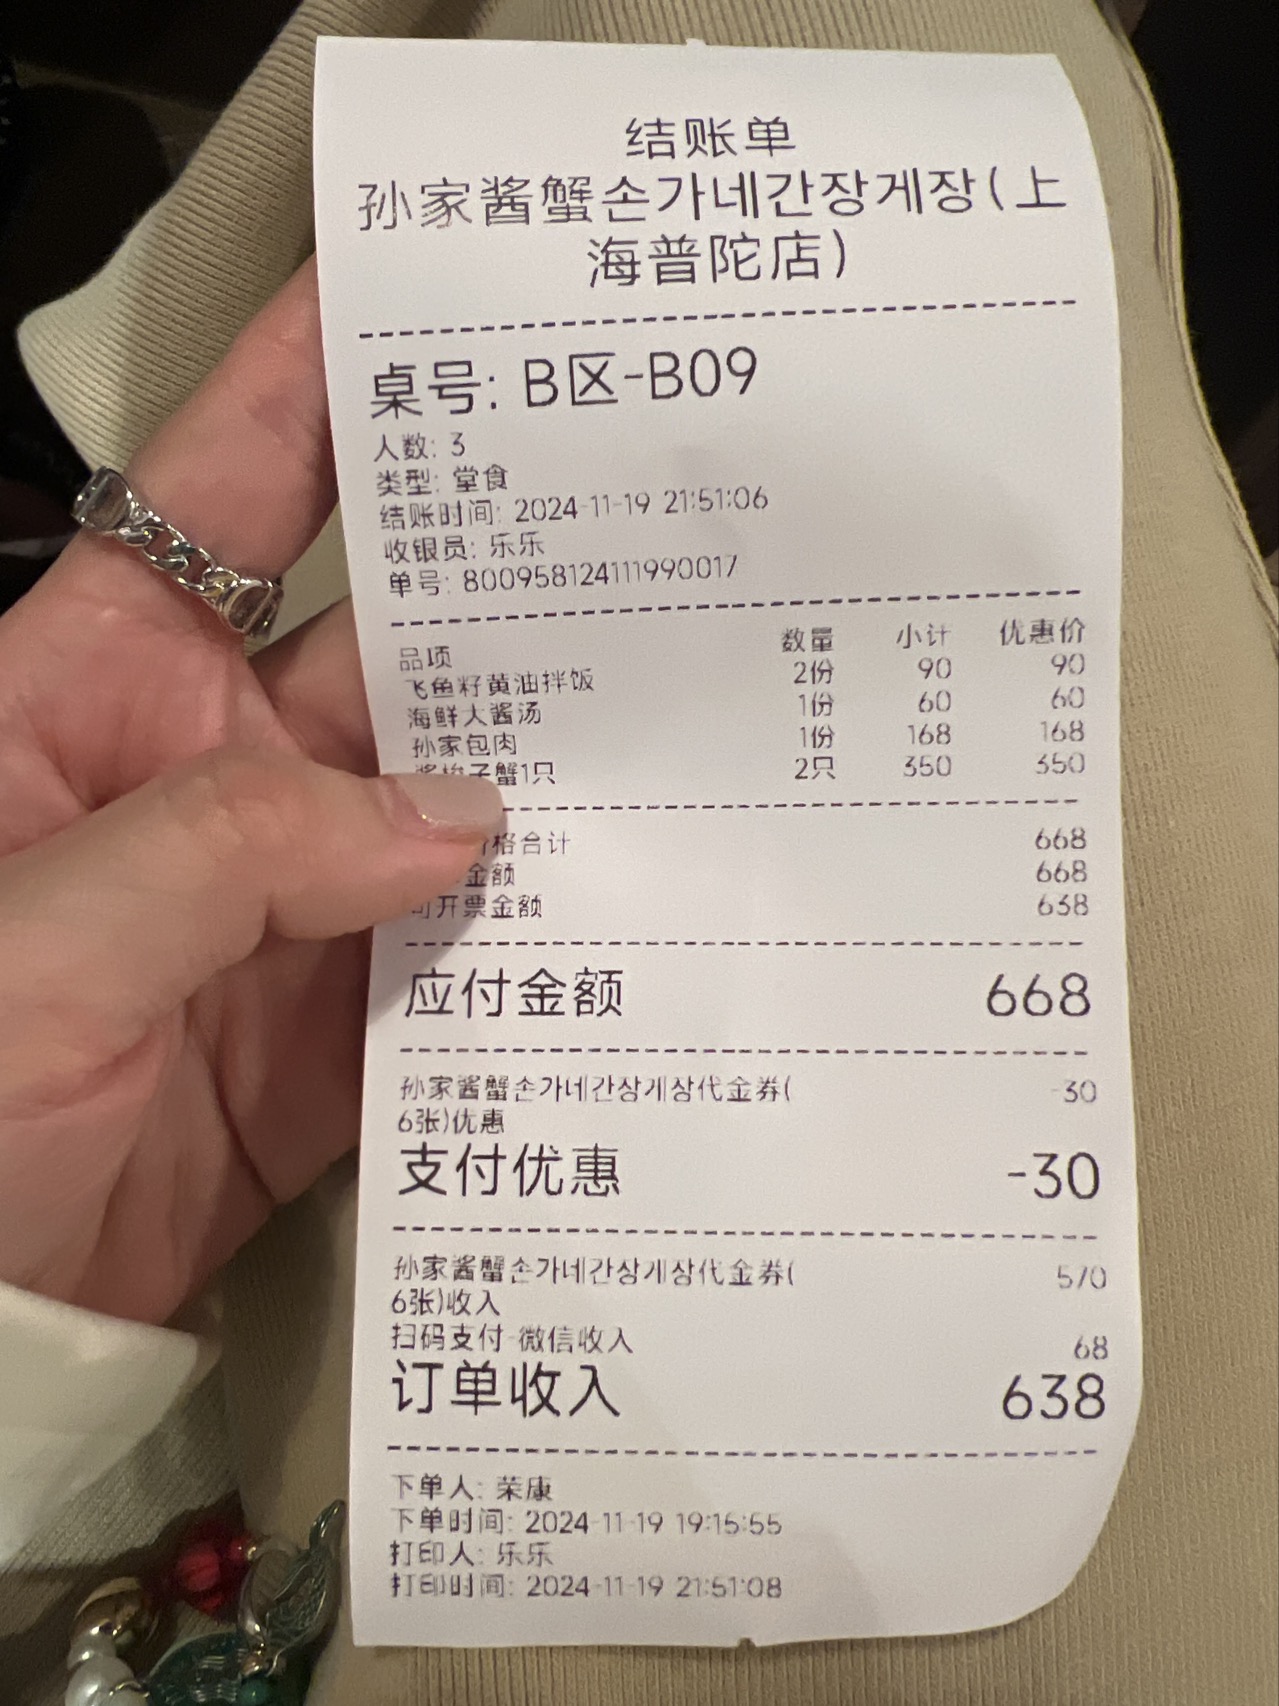 结账单
孙家酱蟹손가네간장게장(上
海普陀店)
桌号: B区-B09
人数: 3
类型: 堂食
结账时间: 2024-11-19 21:51:06
收银员: 乐乐
单号: 800958124111990017
品项 数量 小计 优惠价
飞鱼籽黄油拌饭 2份 90 90
海鲜大酱汤 1份 60 60
孙家包肉 1份 168 168
酱梭子蟹1只 2只 350 350
价格合计 668
金额 668
可开票金额 638
应付金额 668
孙家酱蟹손가네간장게장代金券( -30
6张)优惠
支付优惠 -30
孙家酱蟹손가네간장게장代金券( 570
6张)收入
扫码支付-微信收入 68
订单收入 638
下单人: 荣康
下单时间: 2024-11-19 19:15:55
打印人: 乐乐
打印时间: 2024-11-19 21:51:08